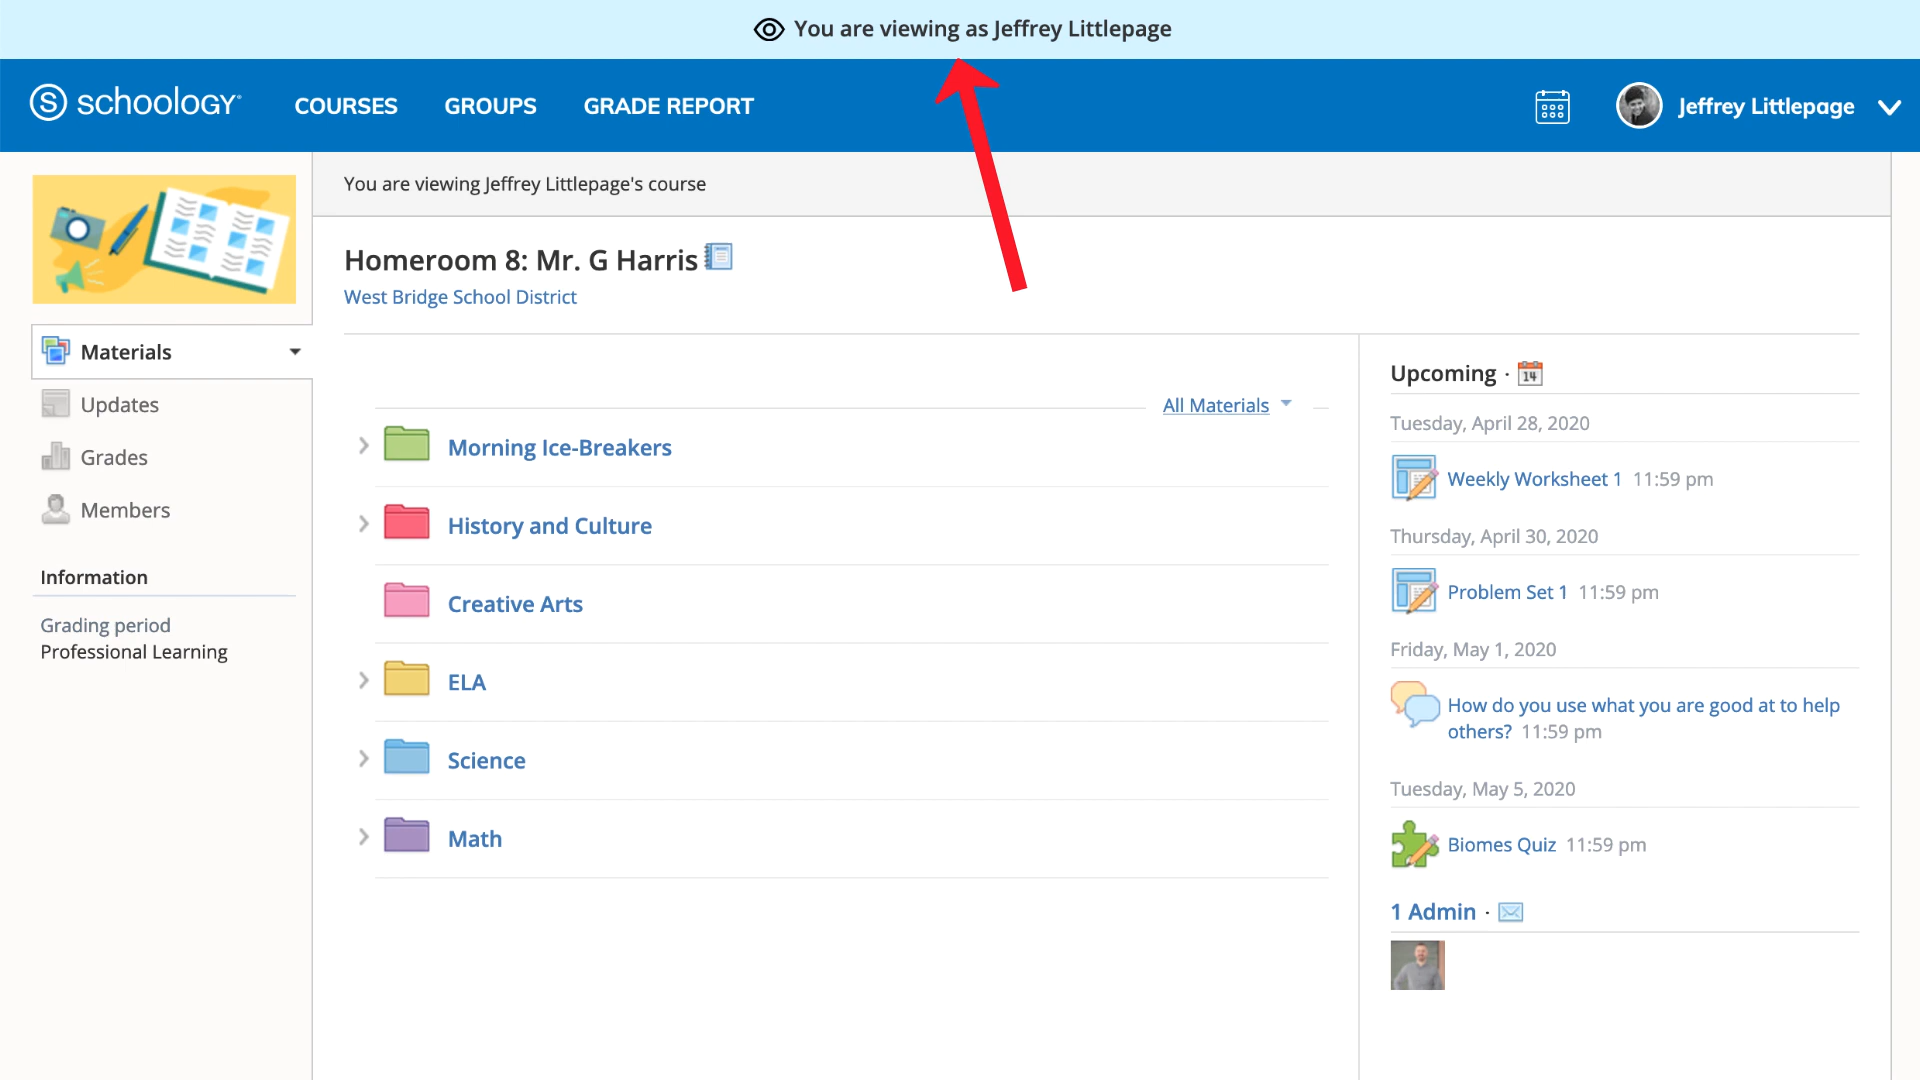 You are viewing as Jeffrey Littlepage
S schoology
COURSES GROUPS GRADE REPORT
Jeffrey Littlepage
You are viewing Jeffrey Littlepage's course
Homeroom 8: Mr. G Harris
West Bridge School District
Materials
Updates
Grades
Members
Information
Grading period
Professional Learning
All Materials
Morning Ice-Breakers
History and Culture
Creative Arts
ELA
Science
Math
Upcoming · 14
Tuesday, April 28, 2020
Weekly Worksheet 1 11:59 pm
Thursday, April 30, 2020
Problem Set 1 11:59 pm
Friday, May 1, 2020
How do you use what you are good at to help
others? 11:59 pm
Tuesday, May 5, 2020
Biomes Quiz 11:59 pm
1 Admin ·